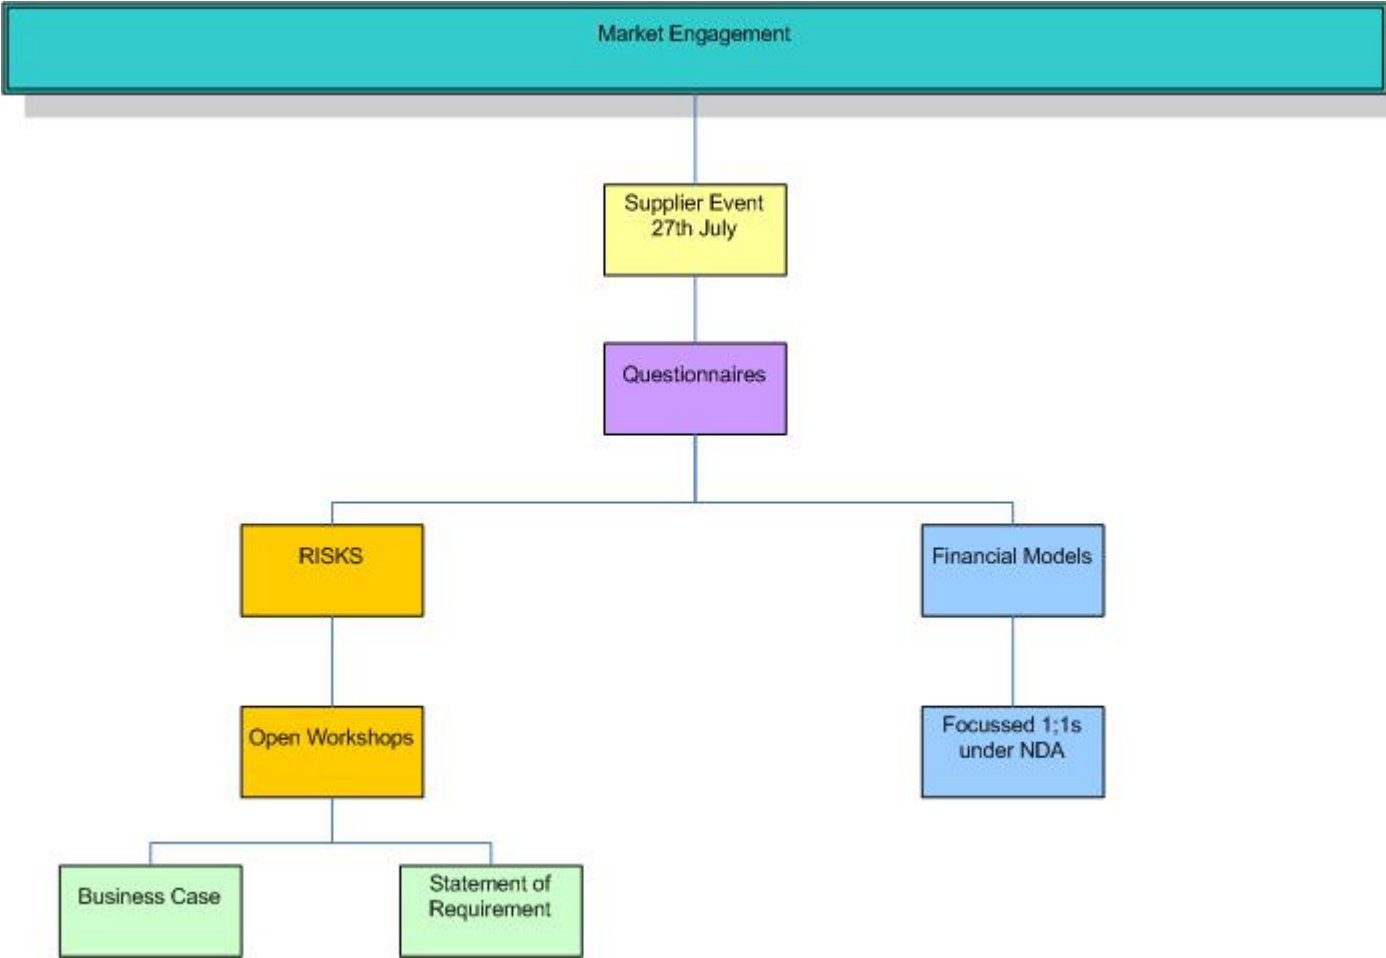 Market Engagement
Supplier Event
27th July
Questionnaires
RISKS
Financial Models
Open Workshops
Focussed 1;1s
under NDA
Business Case
Statement of
Requirement